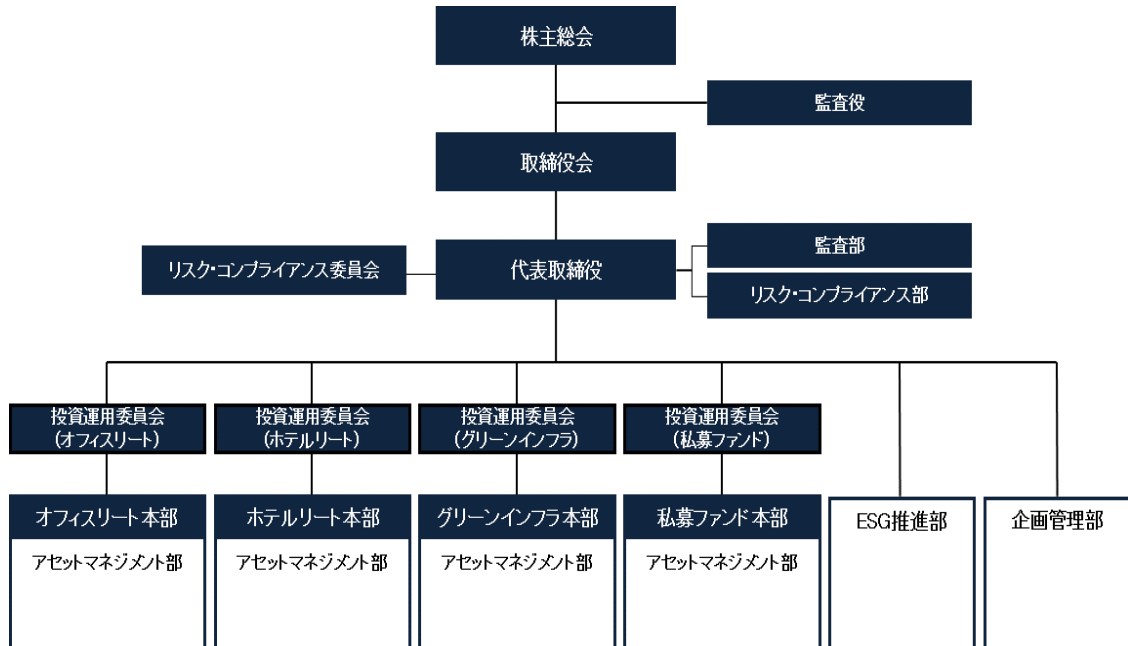 株主総会
監査役
取締役会
リスク・コンプライアンス委員会
代表取締役
監査部
リスク・コンプライアンス部
投資運用委員会
(オフィスリート)
投資運用委員会
(ホテルリート)
投資運用委員会
(グリーンインフラ)
投資運用委員会
(私募ファンド)
オフィスリート本部
アセットマネジメント部
ホテルリート本部
アセットマネジメント部
グリーンインフラ本部
アセットマネジメント部
私募ファンド本部
アセットマネジメント部
ESG推進部
企画管理部